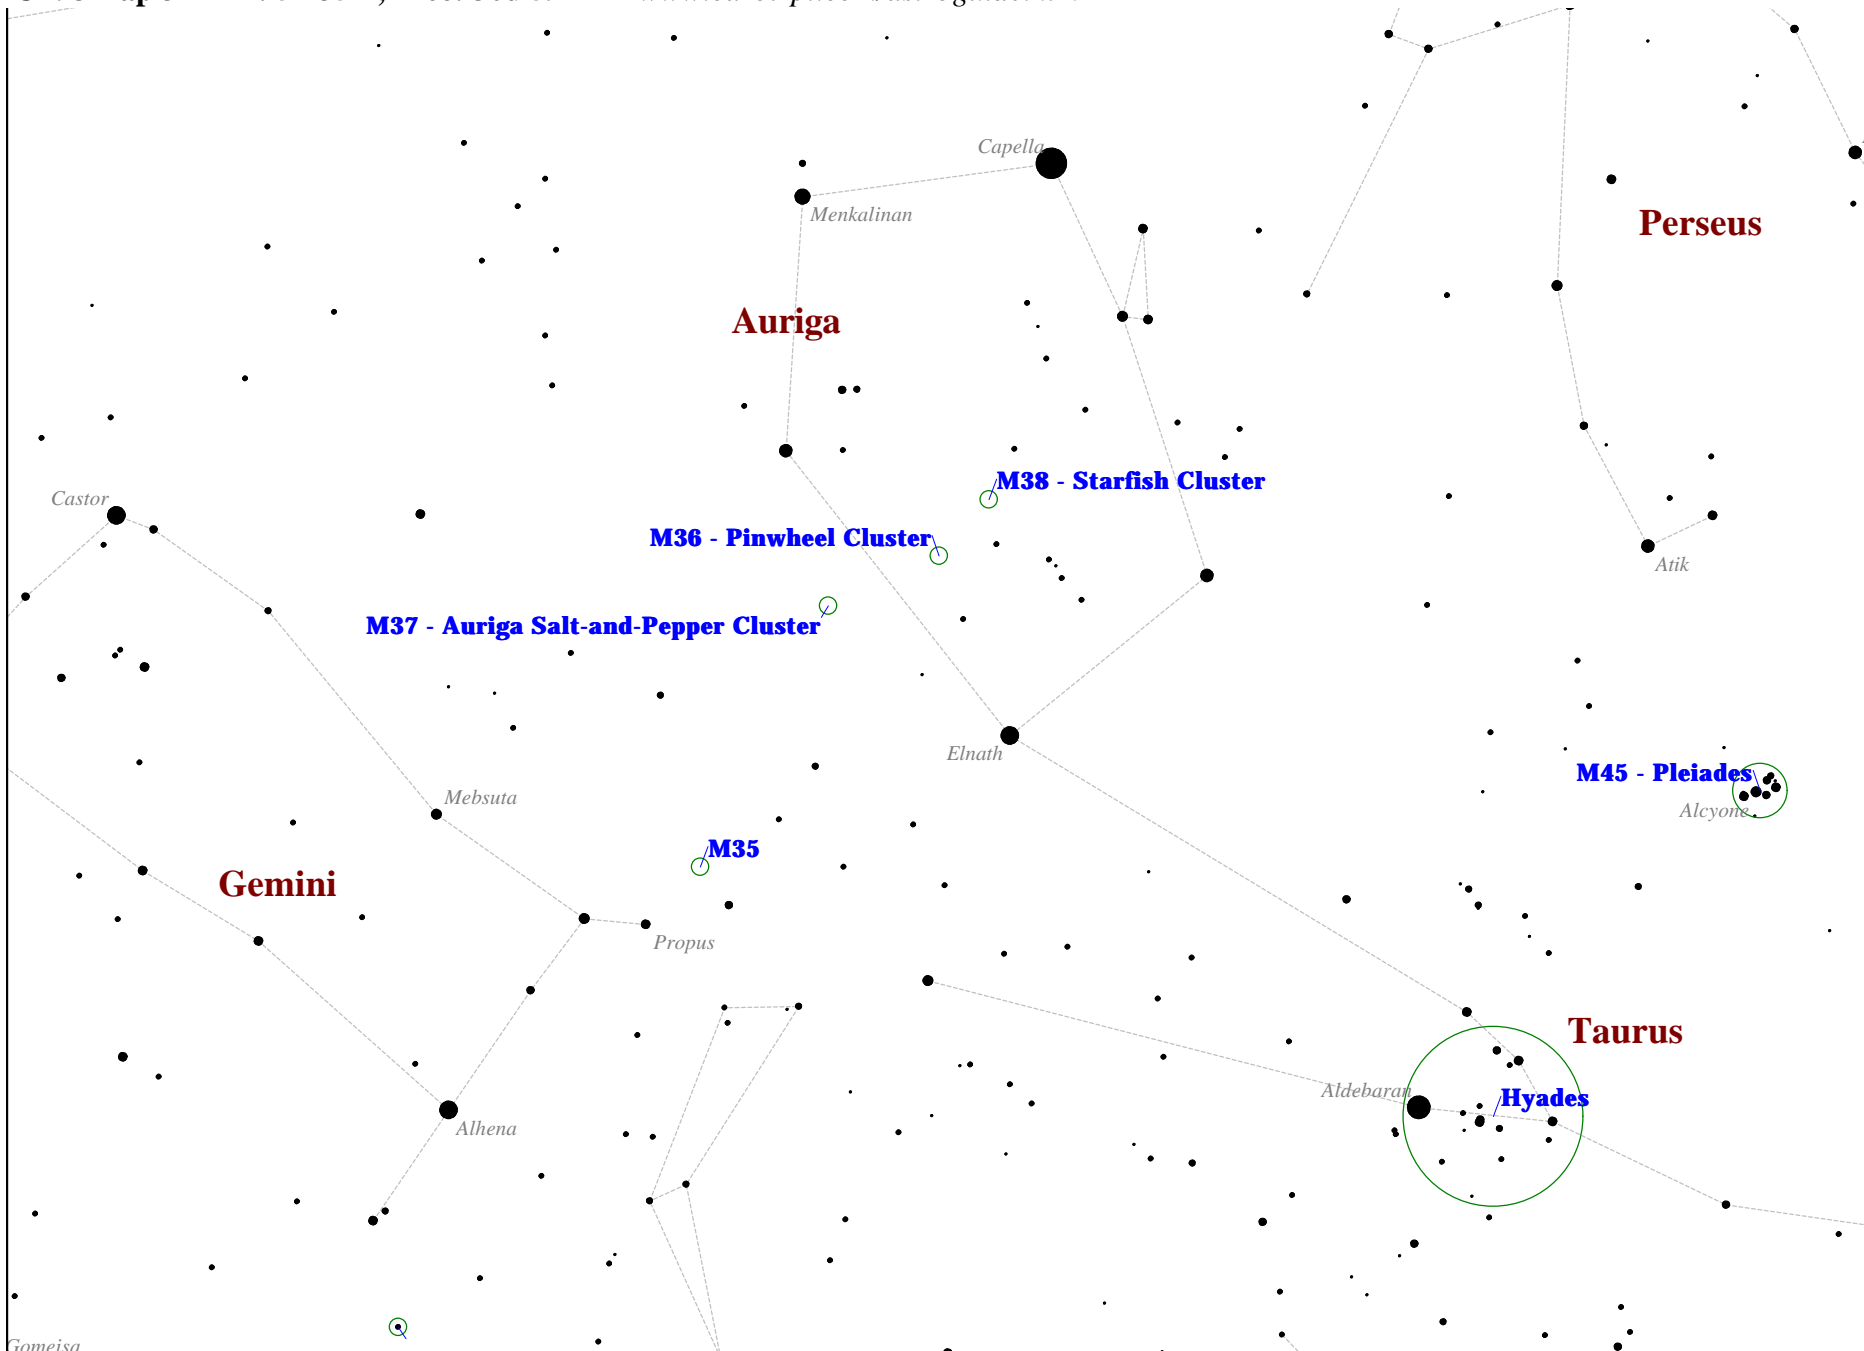 Capella
Menkalinan
Perseus
Auriga
M38 - Starfish Cluster
Castor
M36 - Pinwheel Cluster
Atik
M37 - Auriga Salt-and-Pepper Cluster
Elnath
M45 - Pleiades
Mebsuta
Alcyone
M35
Gemini
Propus
Taurus
Aldebaran
Hyades
Alhena
Gomeisa